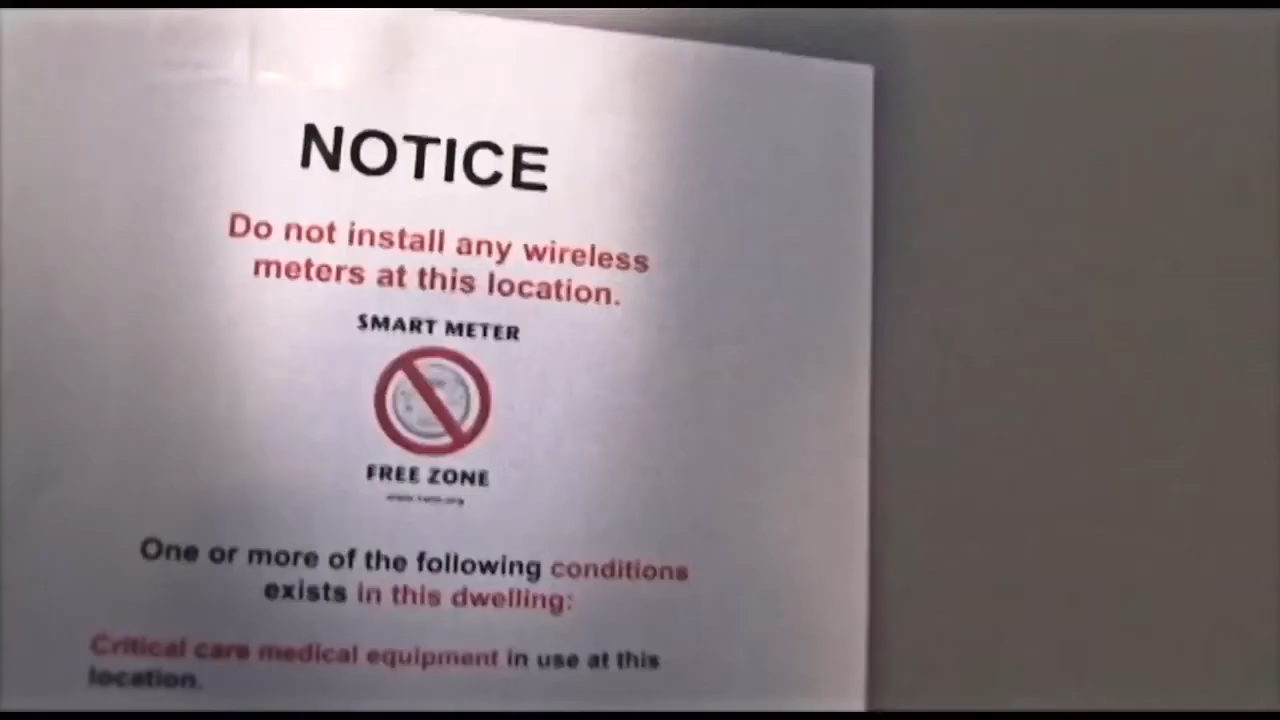 NOTICE
Do not install any wireless
meters at this location.
SMART METER
FREE ZONE
One or more of the following conditions
exists in this dwelling:
Critical care medical equipment in use at this
location.